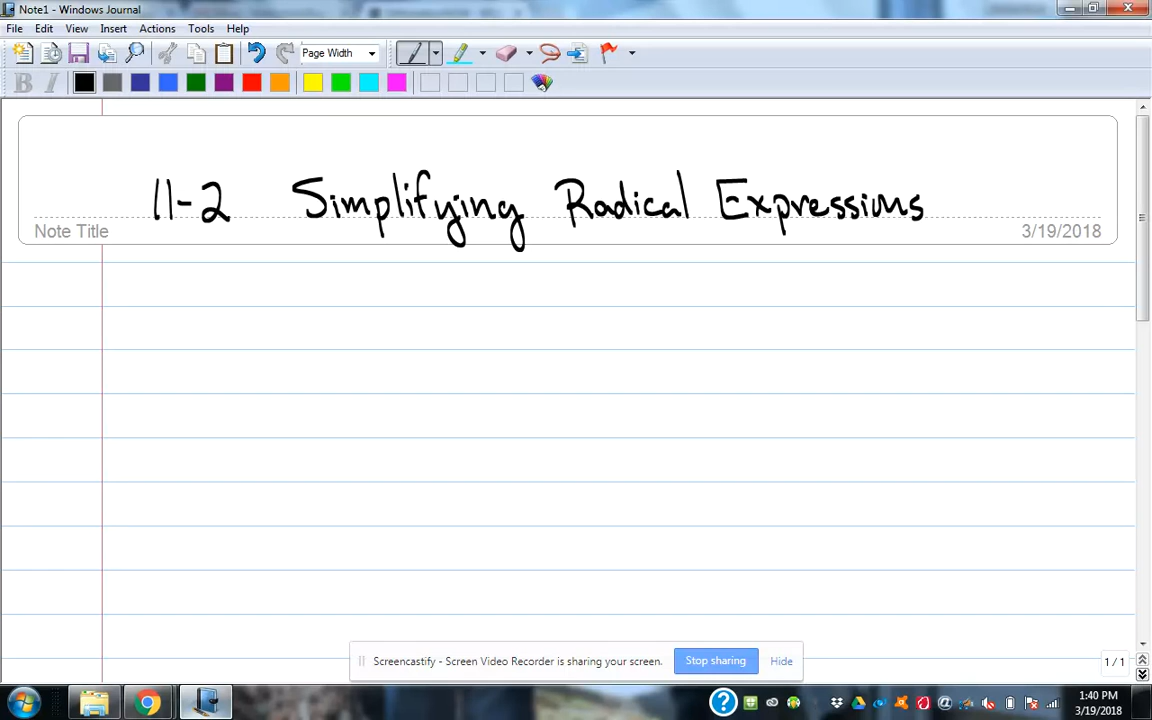 Note1 - Windows Journal
File Edit View Insert Actions Tools Help
Page Width
B I
11-2 Simplifying Radical Expressions
Note Title 3/19/2018
Screencastify - Screen Video Recorder is sharing your screen. Stop sharing Hide
1 / 1
1:40 PM
3/19/2018